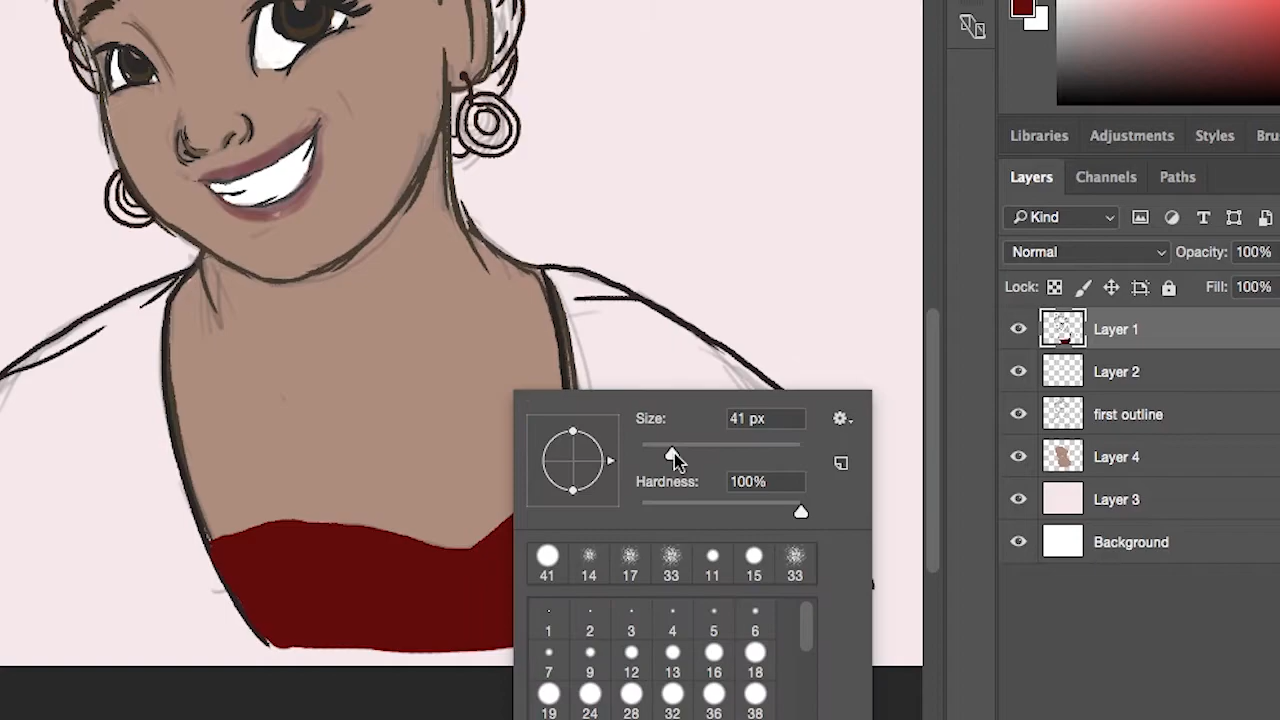 Libraries Adjustments Styles Bru
Layers Channels Paths
Kind
Normal Opacity: 100%
Lock: Fill: 100%
Layer 1
Layer 2
first outline
Layer 4
Layer 3
Background
Size: 41 px
Hardness: 100%
41 14 17 33 11 15 33
1 2 3 4 5 6
7 9 12 13 16 18
19 24 28 32 36 38